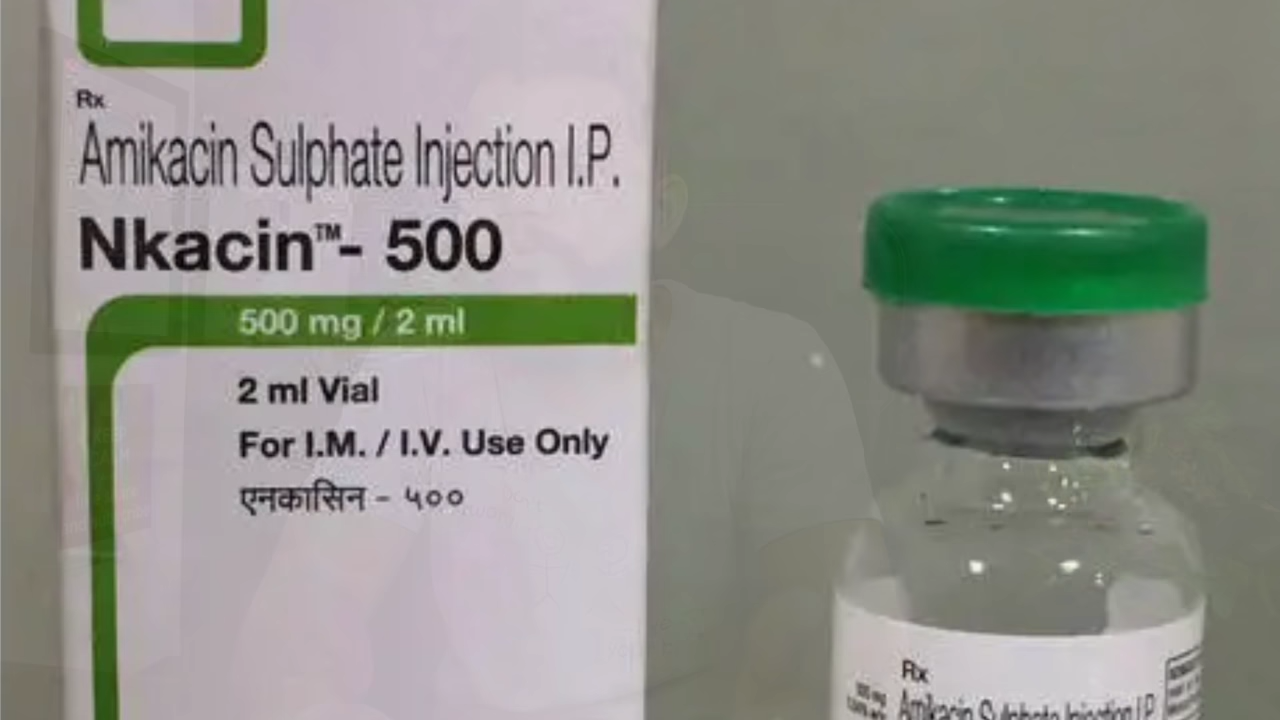 Rx
Amikacin Sulphate Injection I.P.
Nkacin™- 500
500 mg / 2 ml
2 ml Vial
For I.M. / I.V. Use Only
एनकासिन - ५००
Rx
Amikacin Sulphate Injection I.P.